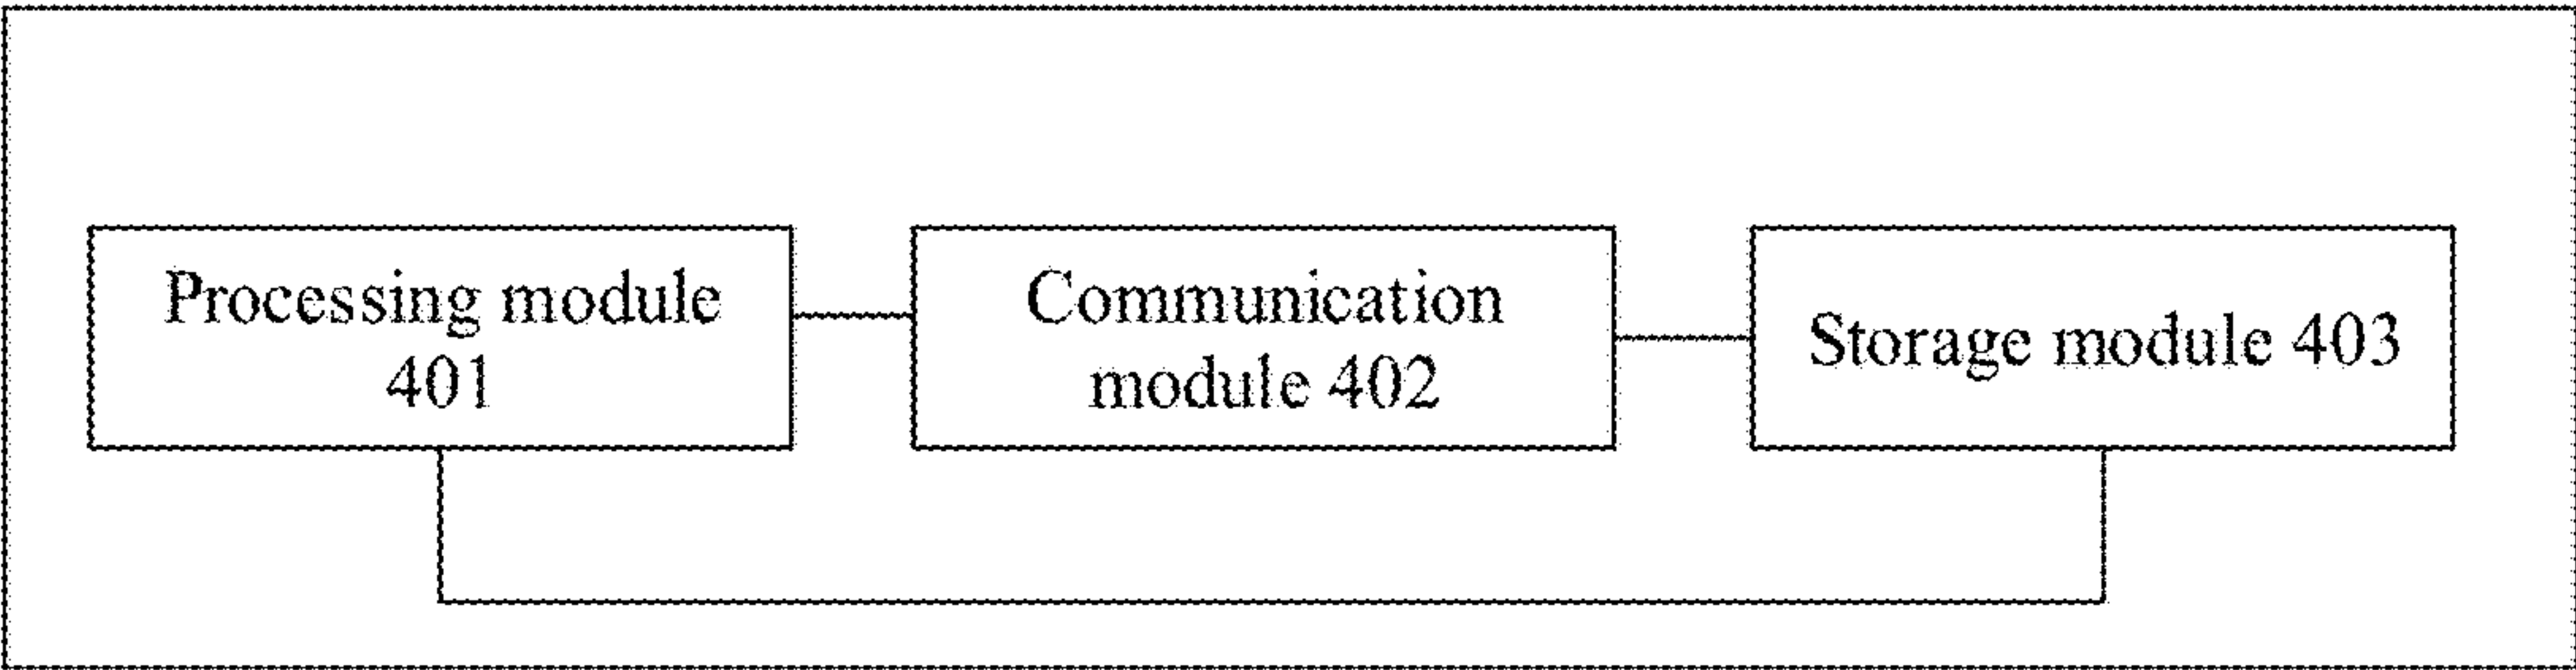 Processing module
401
Communication
module 402
Storage module 403